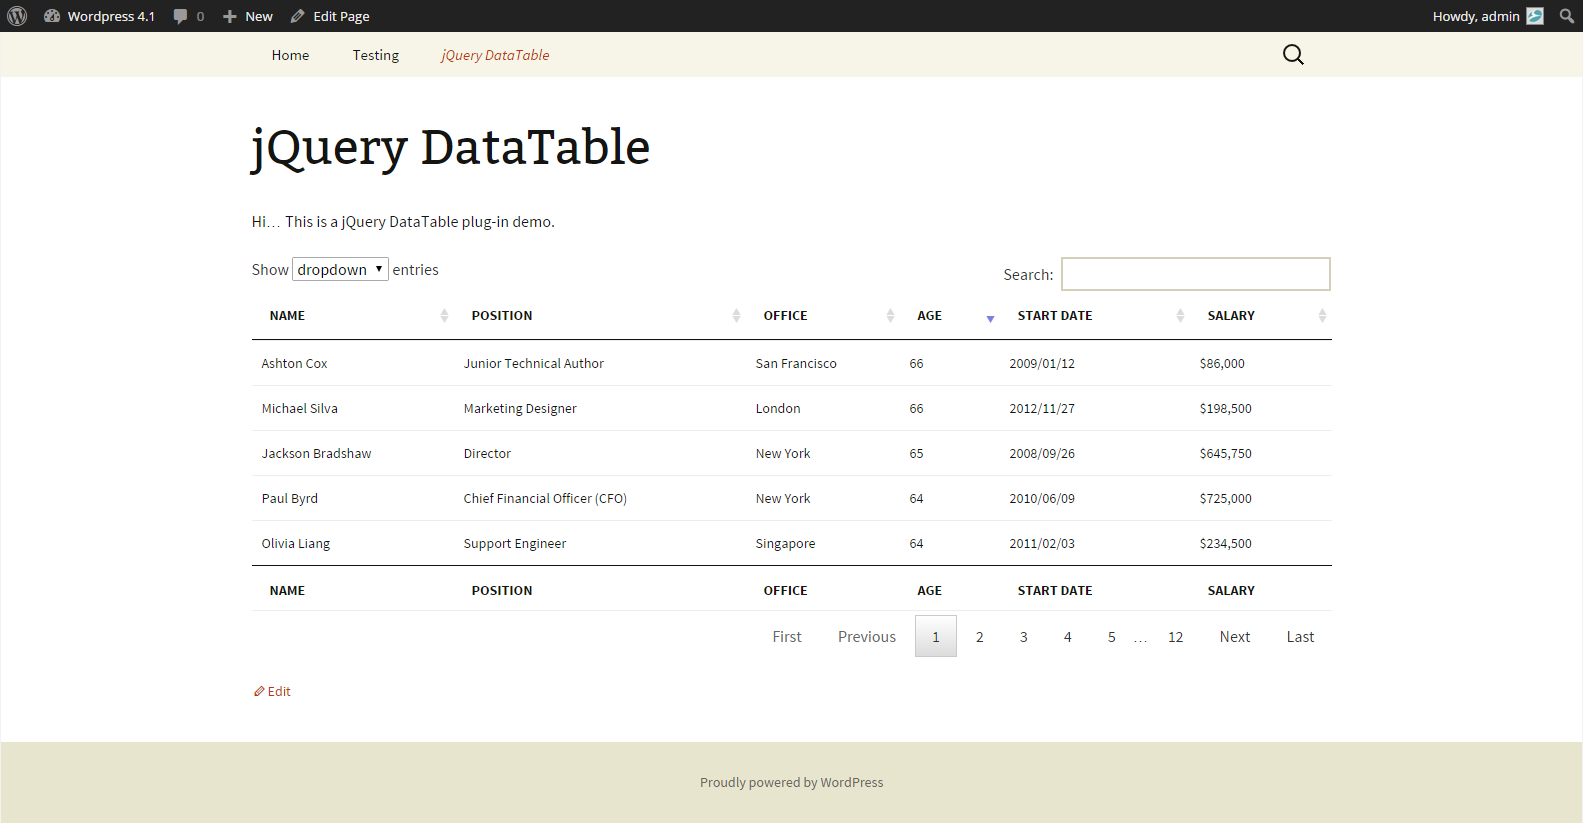 Wordpress 4.1 0 New Edit Page Howdy, admin
Home Testing jQuery DataTable
jQuery DataTable
Hi… This is a jQuery DataTable plug-in demo.
Show dropdown entries Search:
NAME POSITION OFFICE AGE START DATE SALARY
Ashton Cox Junior Technical Author San Francisco 66 2009/01/12 $86,000
Michael Silva Marketing Designer London 66 2012/11/27 $198,500
Jackson Bradshaw Director New York 65 2008/09/26 $645,750
Paul Byrd Chief Financial Officer (CFO) New York 64 2010/06/09 $725,000
Olivia Liang Support Engineer Singapore 64 2011/02/03 $234,500
NAME POSITION OFFICE AGE START DATE SALARY
First Previous 1 2 3 4 5 … 12 Next Last
Edit
Proudly powered by WordPress